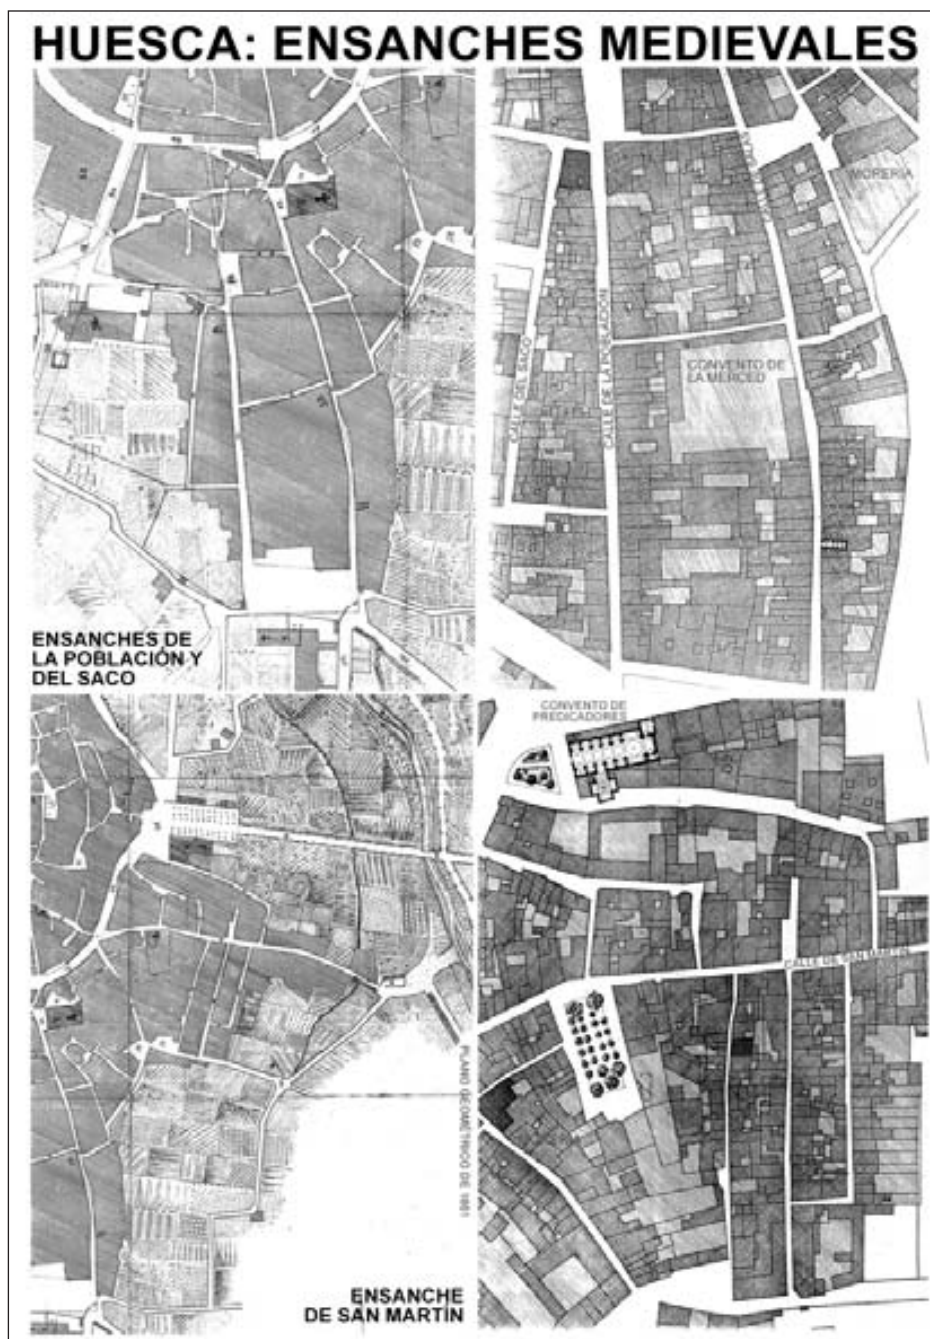 HUESCA: ENSANCHES MEDIEVALES
MORERÍA
CALLE DEL SACO
CALLE DE LA POBLACIÓN
CONVENTO DE
LA MERCED
ENSANCHES DE
LA POBLACIÓN Y
DEL SACO
CONVENTO DE
PREDICADORES
CALLE DE SAN MARTÍN
PLANO GEOMÉTRICO DE 1861
ENSANCHE
DE SAN MARTÍN